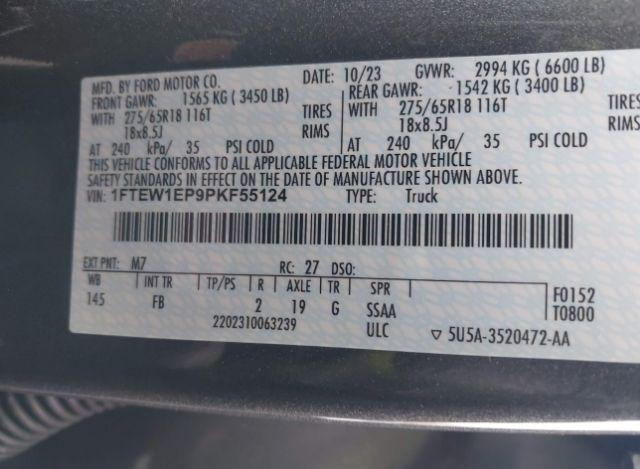 MFD. BY FORD MOTOR CO. DATE: 10/23 GVWR: 2994 KG ( 6600 LB)
FRONT GAWR: 1565 KG ( 3450 LB) REAR GAWR: 1542 KG ( 3400 LB)
WITH 275/65R18 116T TIRES WITH 275/65R18 116T TIRES
18x8.5J RIMS 18x8.5J RIMS
AT 240 kPa/ 35 PSI COLD AT 240 kPa/ 35 PSI COLD
THIS VEHICLE CONFORMS TO ALL APPLICABLE FEDERAL MOTOR VEHICLE
SAFETY STANDARDS IN EFFECT ON THE DATE OF MANUFACTURE SHOWN ABOVE.
VIN: 1FTEW1EP9PKF55124 TYPE: Truck
EXT PNT: M7 RC: 27 DSO:
WB INT TR TP/PS R AXLE TR SPR F0152
145 FB 2 19 G SSAA T0800
2202310063239 ULC ▽ 5U5A-3520472-AA